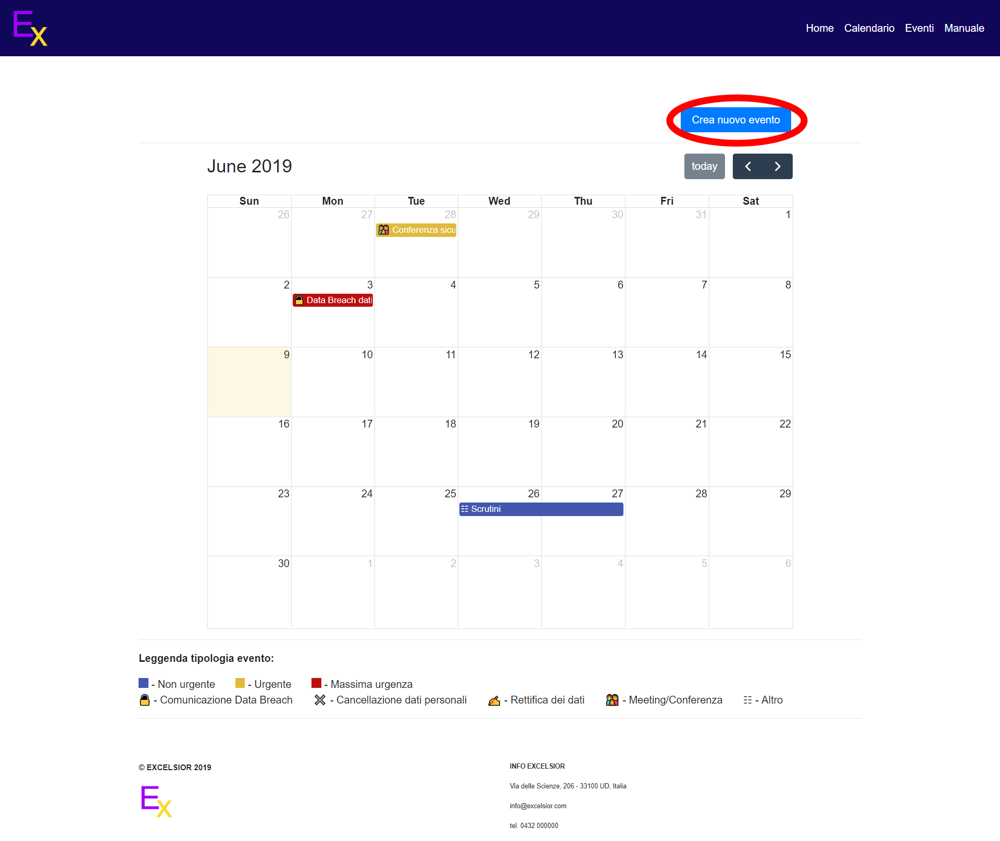 Ex
Home Calendario Eventi Manuale
Crea nuovo evento
June 2019
today
Sun Mon Tue Wed Thu Fri Sat
26 27 28 29 30 31 1
Conferenza sicu
2 3 4 5 6 7 8
Data Breach dati
9 10 11 12 13 14 15
16 17 18 19 20 21 22
23 24 25 26 27 28 29
Scrutini
30 1 2 3 4 5 6
Leggenda tipologia evento:
- Non urgente - Urgente - Massima urgenza
- Comunicazione Data Breach - Cancellazione dati personali - Rettifica dei dati - Meeting/Conferenza - Altro
© EXCELSIOR 2019
Ex
INFO EXCELSIOR
Via delle Scienze, 206 - 33100 UD, Italia
info@excelsior.com
tel. 0432 000000